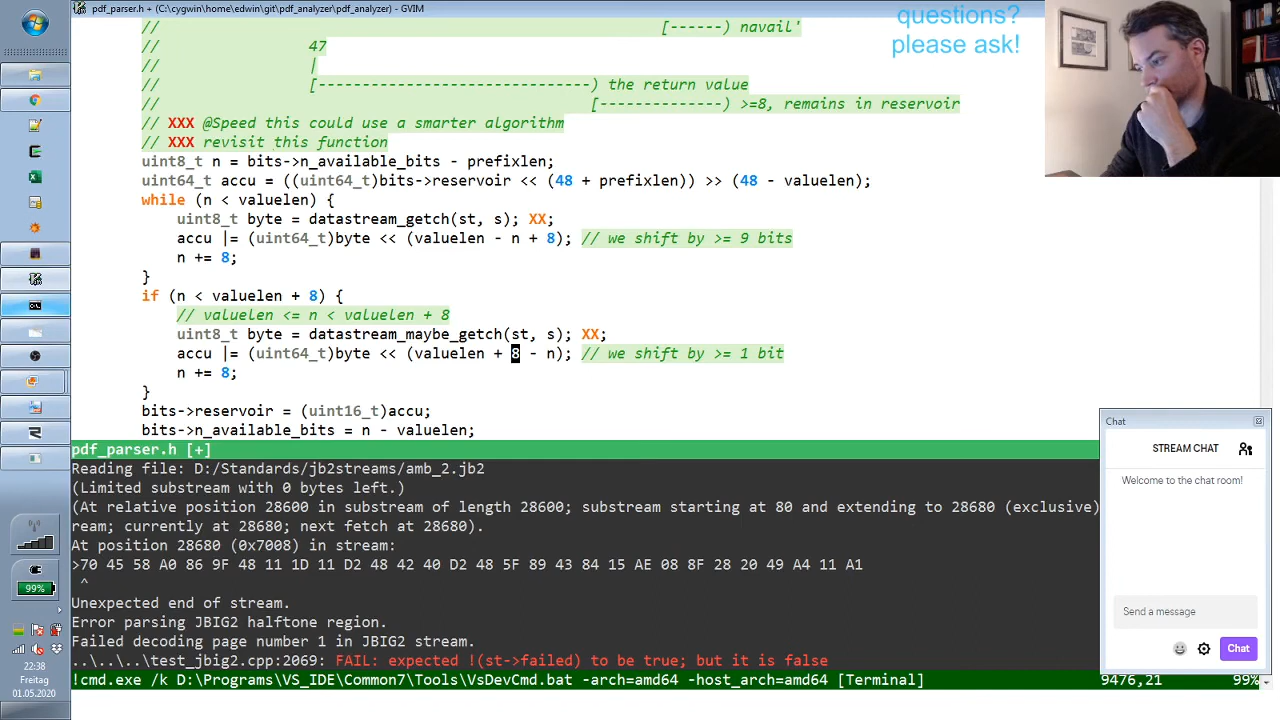 pdf_parser.h + (C:\cygwin\home\edwin\git\pdf_analyzer\pdf_analyzer) - GVIM
questions?
please ask!
//                                                             [------) navail'
//                    47
//                    |
//                    [-------------------------------) the return value
//                                                     [--------------) >=8, remains in reservoir
// XXX @Speed this could use a smarter algorithm
// XXX revisit this function
uint8_t n = bits->n_available_bits - prefixlen;
uint64_t accu = ((uint64_t)bits->reservoir << (48 + prefixlen)) >> (48 - valuelen);
while (n < valuelen) {
uint8_t byte = datastream_getch(st, s); XX;
accu |= (uint64_t)byte << (valuelen - n + 8); // we shift by >= 9 bits
n += 8;
}
if (n < valuelen + 8) {
// valuelen <= n < valuelen + 8
uint8_t byte = datastream_maybe_getch(st, s); XX;
accu |= (uint64_t)byte << (valuelen + 8 - n); // we shift by >= 1 bit
n += 8;
}
bits->reservoir = (uint16_t)accu;
bits->n_available_bits = n - valuelen;
pdf_parser.h [+]
Reading file: D:/Standards/jb2streams/amb_2.jb2
(Limited substream with 0 bytes left.)
(At relative position 28600 in substream of length 28600; substream starting at 80 and extending to 28680 (exclusive)
ream; currently at 28680; next fetch at 28680).
At position 28680 (0x7008) in stream:
>70 45 58 A0 86 9F 48 11 1D 11 D2 48 42 40 D2 48 5F 89 43 84 15 AE 08 8F 28 20 49 A4 11 A1
^
Unexpected end of stream.
Error parsing JBIG2 halftone region.
Failed decoding page number 1 in JBIG2 stream.
..\..\..\test_jbig2.cpp:2069: FAIL: expected !(st->failed) to be true; but it is false
!cmd.exe /k D:\Programs\VS_IDE\Common7\Tools\VsDevCmd.bat -arch=amd64 -host_arch=amd64 [Terminal]
9476,21
99%
Chat
STREAM CHAT
Welcome to the chat room!
Send a message
Chat
99%
22:38
Freitag
01.05.2020